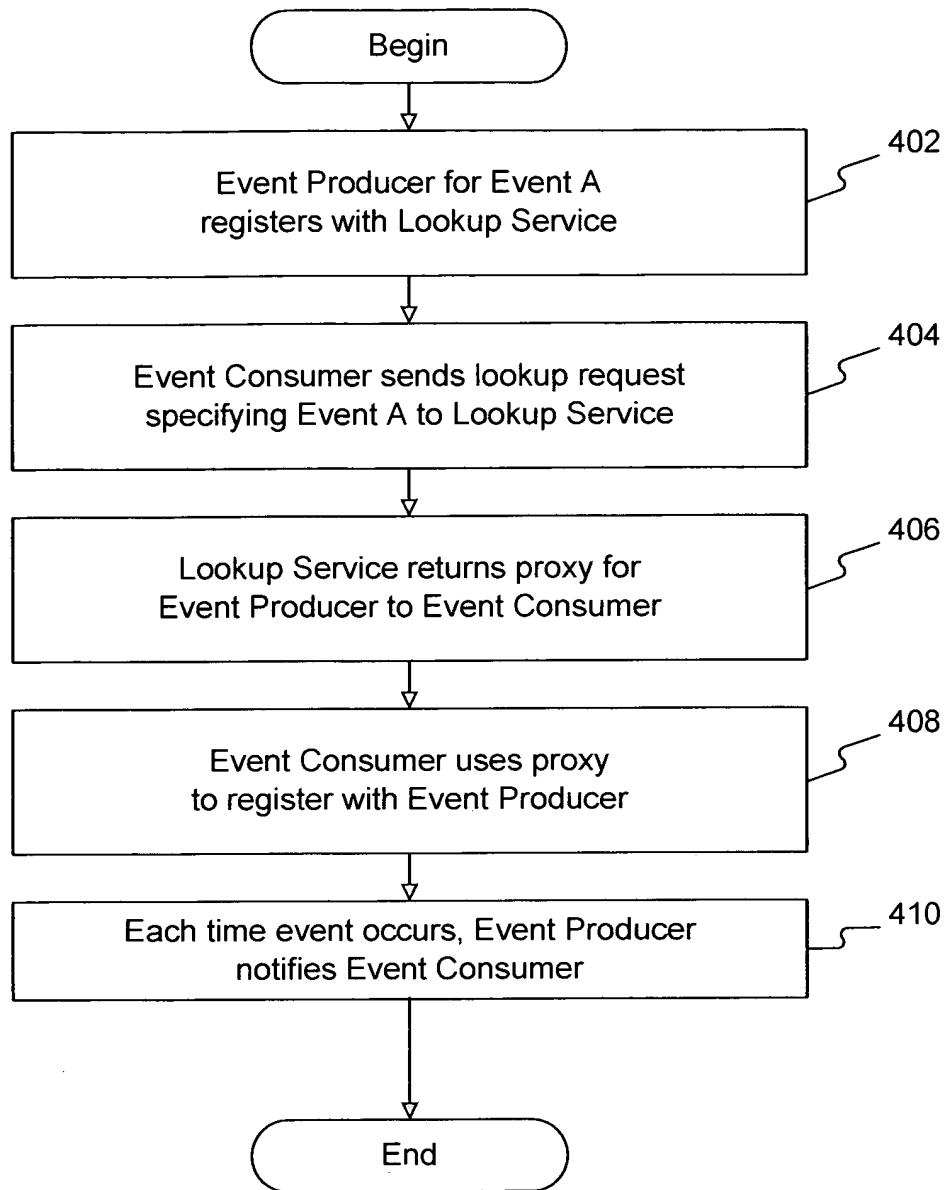 Begin
Event Producer for Event A
registers with Lookup Service
402
Event Consumer sends lookup request
specifying Event A to Lookup Service
404
Lookup Service returns proxy for
Event Producer to Event Consumer
406
Event Consumer uses proxy
to register with Event Producer
408
Each time event occurs, Event Producer
notifies Event Consumer
410
End